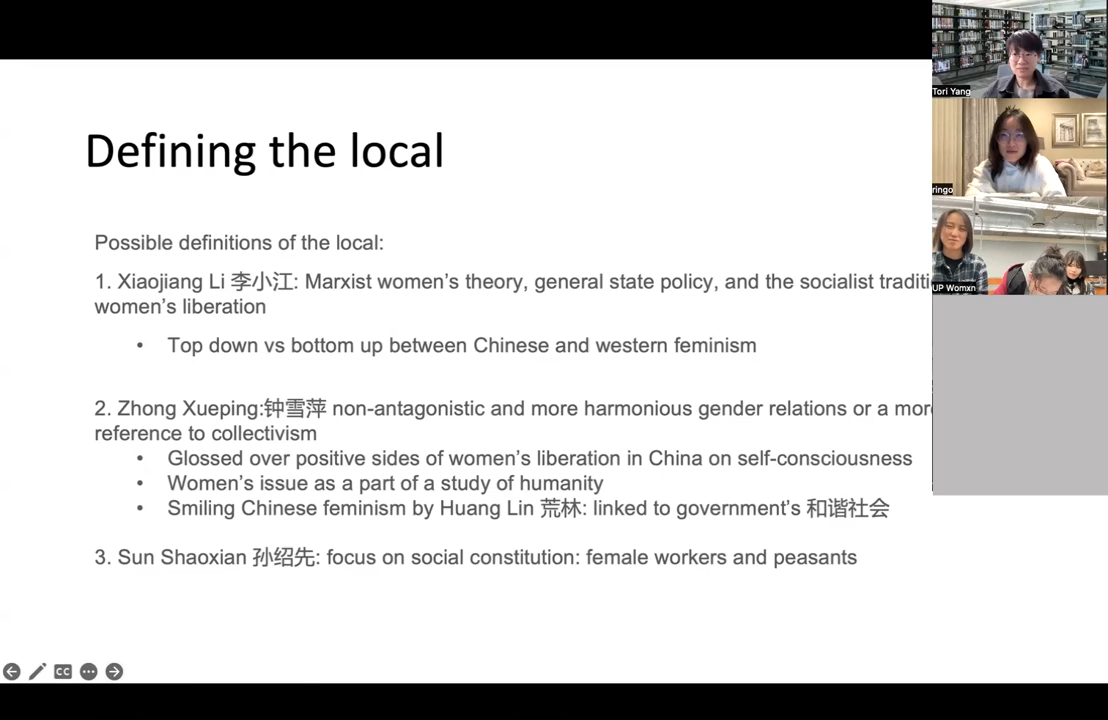 Defining the local
Possible definitions of the local:
1. Xiaojiang Li 李小江: Marxist women’s theory, general state policy, and the socialist traditi
women’s liberation
• Top down vs bottom up between Chinese and western feminism
2. Zhong Xueping:钟雪萍 non-antagonistic and more harmonious gender relations or a more
reference to collectivism
• Glossed over positive sides of women’s liberation in China on self-consciousness
• Women’s issue as a part of a study of humanity
• Smiling Chinese feminism by Huang Lin 荒林: linked to government’s 和谐社会
3. Sun Shaoxian 孙绍先: focus on social constitution: female workers and peasants
CC
Tori Yang
ringo
UP Womxn